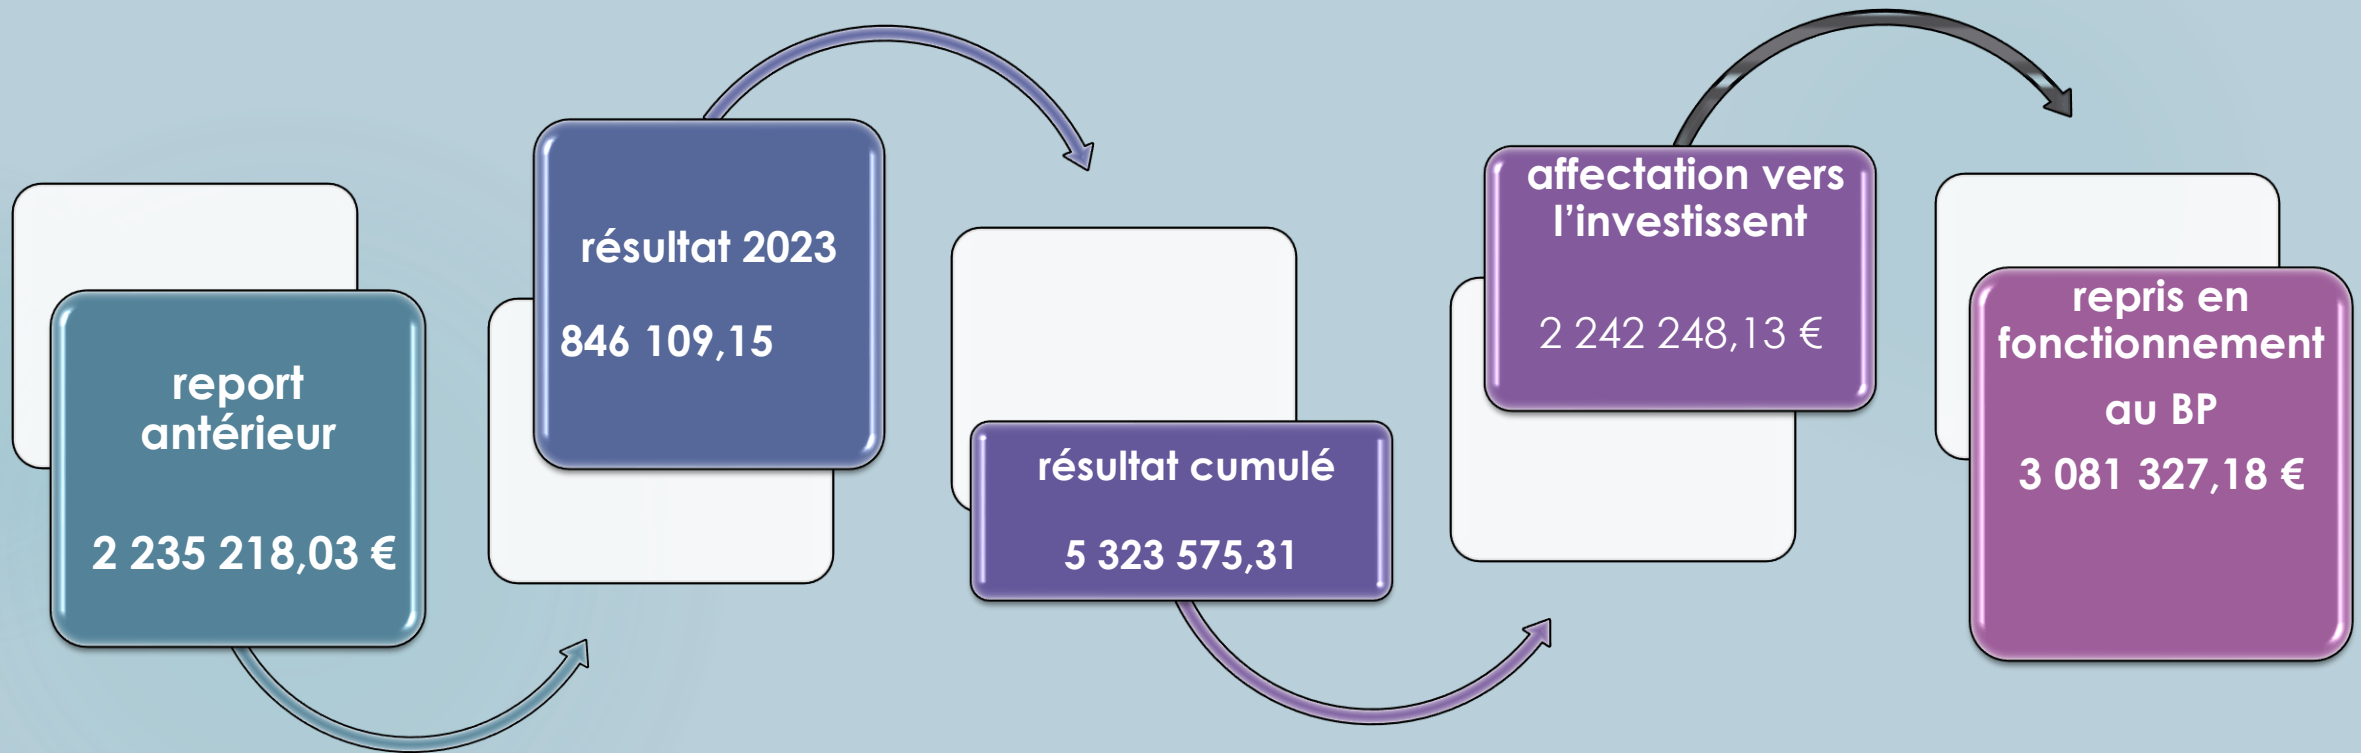 report
antérieur
2 235 218,03 €
résultat 2023
846 109,15
résultat cumulé
5 323 575,31
affectation vers
l’investissent
2 242 248,13 €
repris en
fonctionnement
au BP
3 081 327,18 €